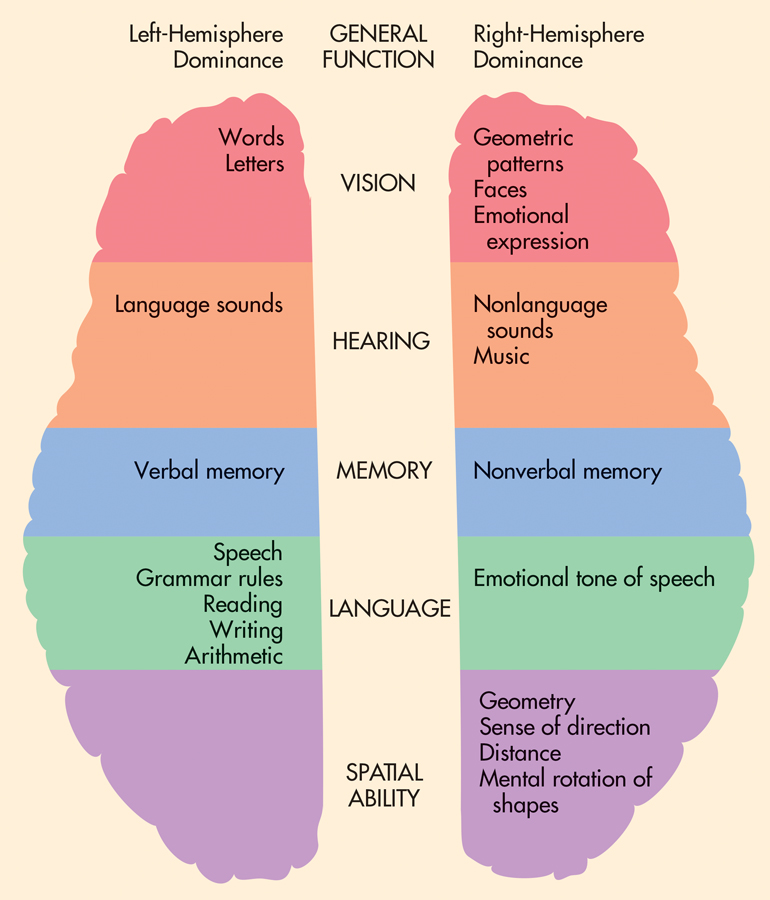 Left-Hemisphere
Dominance
GENERAL
FUNCTION
Right-Hemisphere
Dominance
Words
Letters
VISION
Geometric
patterns
Faces
Emotional
expression
Language sounds
HEARING
Nonlanguage
sounds
Music
Verbal memory
MEMORY
Nonverbal memory
Speech
Grammar rules
Reading
Writing
Arithmetic
LANGUAGE
Emotional tone of speech
SPATIAL
ABILITY
Geometry
Sense of direction
Distance
Mental rotation of
shapes